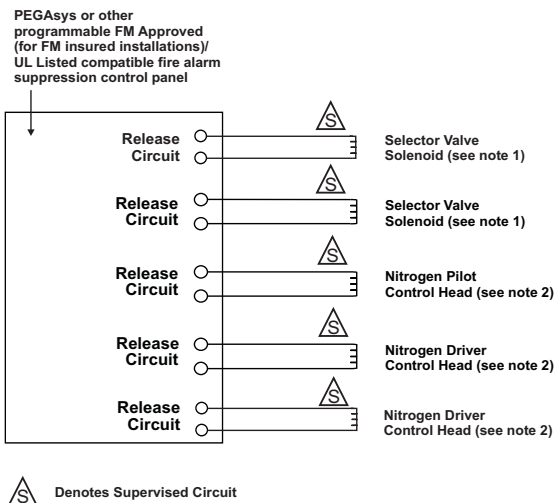 PEGAsys or other
programmable FM Approved
(for FM insured installations)/
UL Listed compatible fire alarm
suppression control panel
Release
Circuit
S
Selector Valve
Solenoid (see note 1)
Release
Circuit
S
Selector Valve
Solenoid (see note 1)
Release
Circuit
S
Nitrogen Pilot
Control Head (see note 2)
Release
Circuit
S
Nitrogen Driver
Control Head (see note 2)
Release
Circuit
S
Nitrogen Driver
Control Head (see note 2)
S
Denotes Supervised Circuit